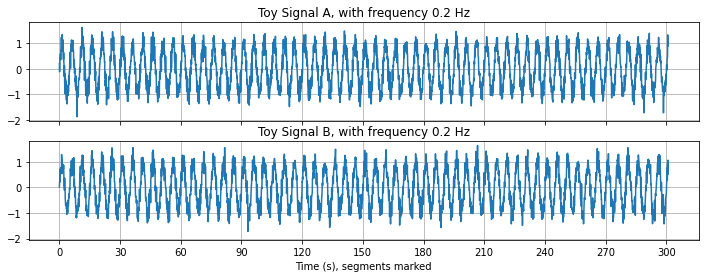 Toy Signal A, with frequency 0.2 Hz
1
0
−1
−2
Toy Signal B, with frequency 0.2 Hz
1
0
−1
−2
0 30 60 90 120 150 180 210 240 270 300
Time (s), segments marked